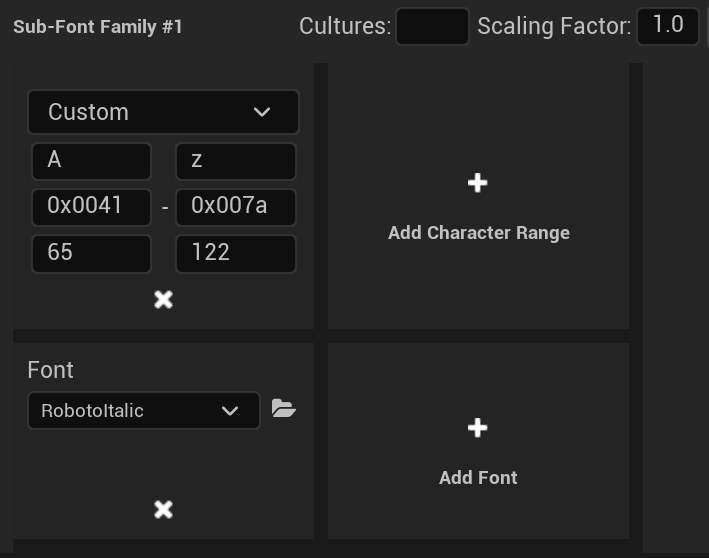 Sub-Font Family #1 Cultures: Scaling Factor: 1.0
Custom
A z
0x0041 - 0x007a
65 122
Add Character Range
Font
RobotoItalic
Add Font